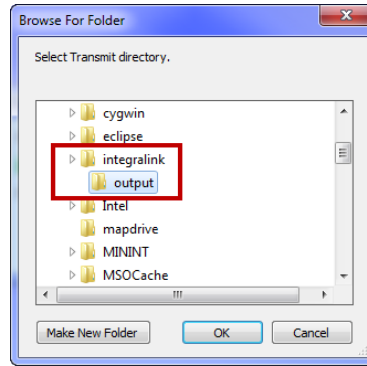 Browse For Folder
Select Transmit directory.
cygwin
eclipse
integralink
output
Intel
mapdrive
MININT
MSOCache
Make New Folder OK Cancel